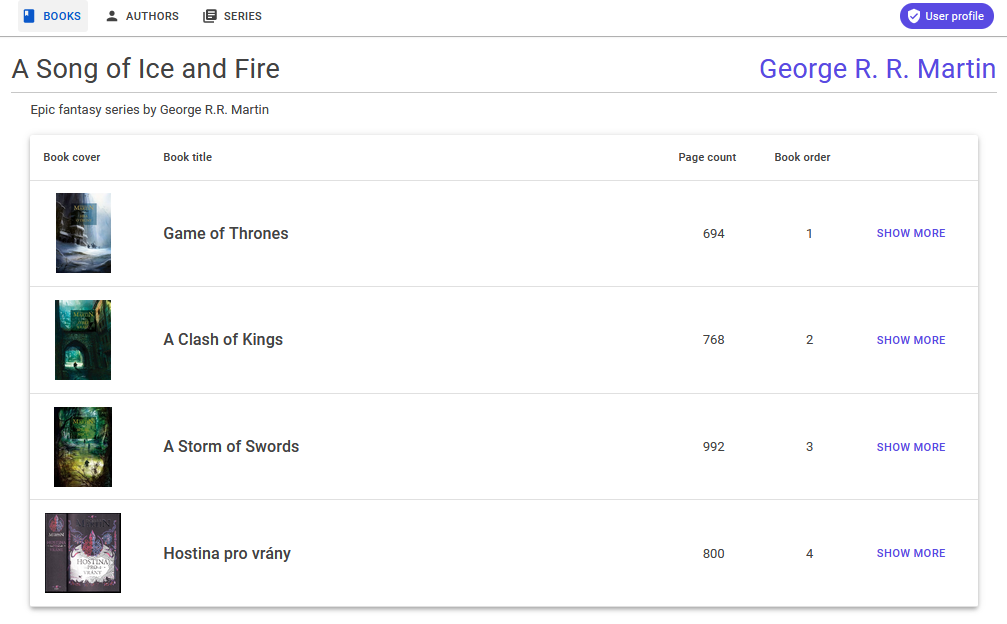 BOOKS AUTHORS SERIES User profile
A Song of Ice and Fire George R. R. Martin
Epic fantasy series by George R.R. Martin
Book cover Book title Page count Book order
Game of Thrones 694 1 SHOW MORE
A Clash of Kings 768 2 SHOW MORE
A Storm of Swords 992 3 SHOW MORE
HOSTINA
PRO
VRÁNY
Hostina pro vrány 800 4 SHOW MORE